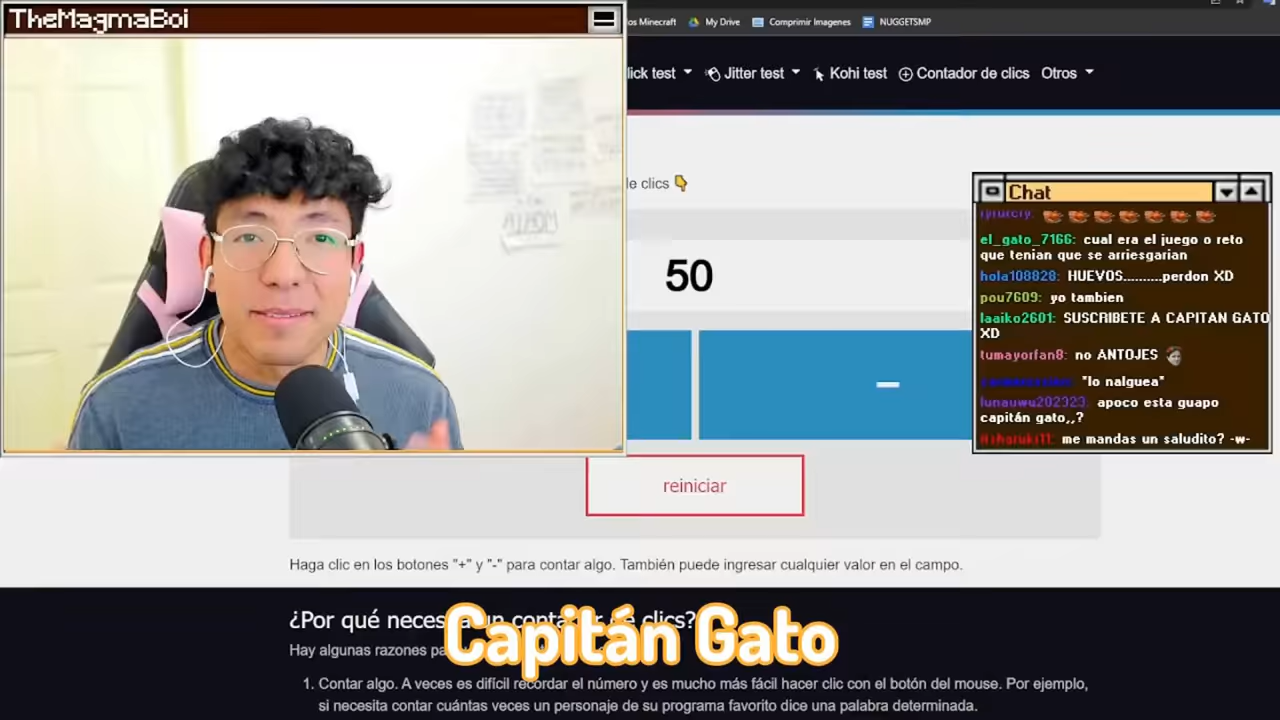 TheMagmaBoi
os Minecraft
My Drive
Comprimir Imagenes
NUGGETSMP
lick test
Jitter test
Kohi test
Contador de clics
Otros
de clics
50
–
reiniciar
Haga clic en los botones "+" y "-" para contar algo. También puede ingresar cualquier valor en el campo.
Chat
el_gato_7166: cual era el juego o reto
que tenian que se arriesgarian
hola108828: HUEVOS..........perdon XD
pou7609: yo tambien
laaiko2601: SUSCRIBETE A CAPITAN GATO
XD
tumayorfan8: no ANTOJES
"lo nalguea"
lunauwu202323: apoco esta guapo
capitán gato,,?
me mandas un saludito? -w-
¿Por qué neces un contador de clics?
Hay algunas razones
Capitán Gato
1. Contar algo. A veces es difícil recordar el número y es mucho más fácil hacer clic con el botón del mouse. Por ejemplo,
si necesita contar cuántas veces un personaje de su programa favorito dice una palabra determinada.